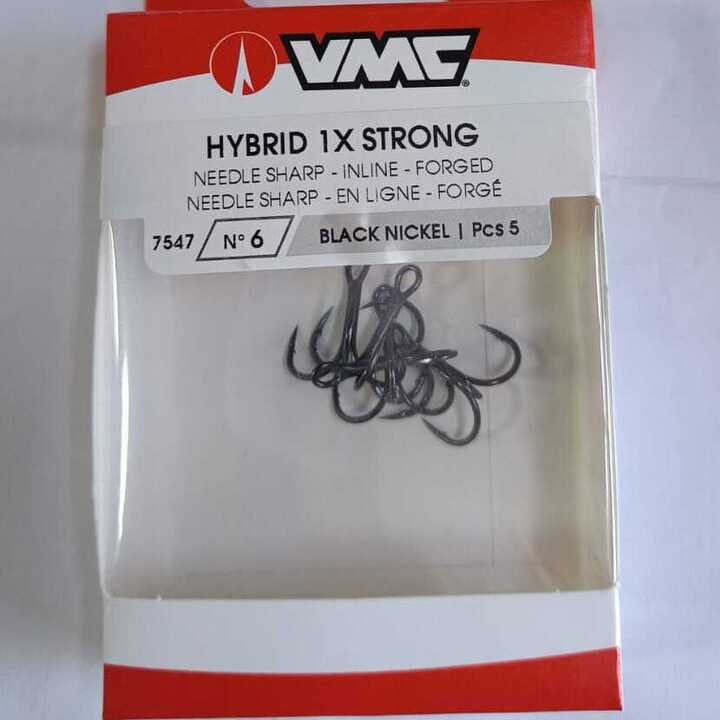 VMC®
HYBRID 1X STRONG
NEEDLE SHARP - INLINE - FORGED
NEEDLE SHARP - EN LIGNE - FORGÉ
7547 N° 6 BLACK NICKEL | Pcs 5